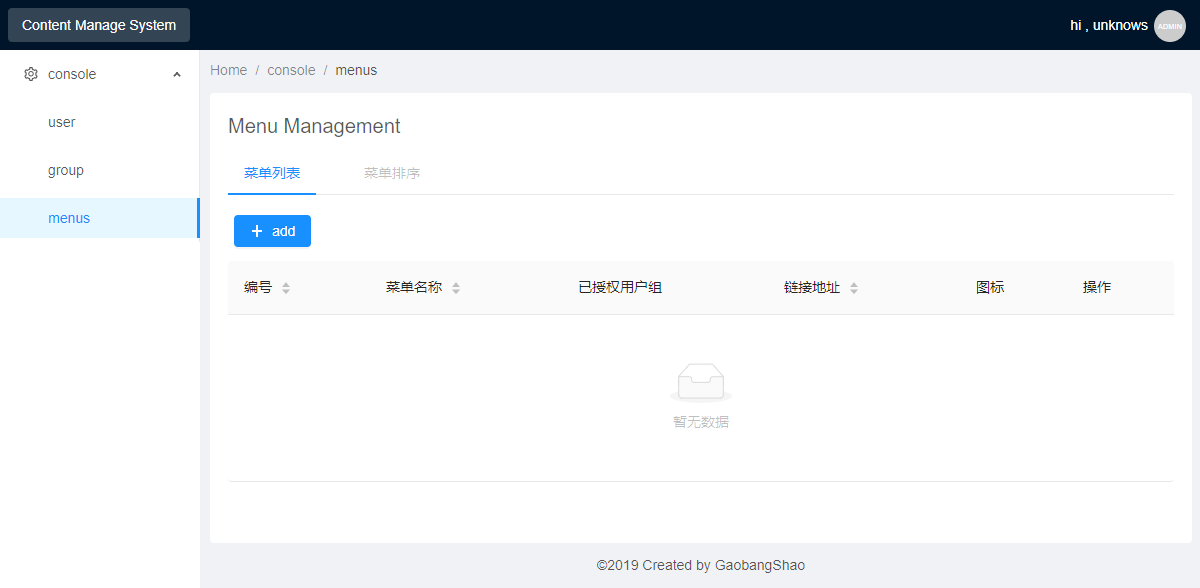 Content Manage System
hi , unknows ADMIN
console
user
group
menus
Home / console / menus
Menu Management
菜单列表 菜单排序
+ add
编号 菜单名称 已授权用户组 链接地址 图标 操作
暂无数据
©2019 Created by GaobangShao